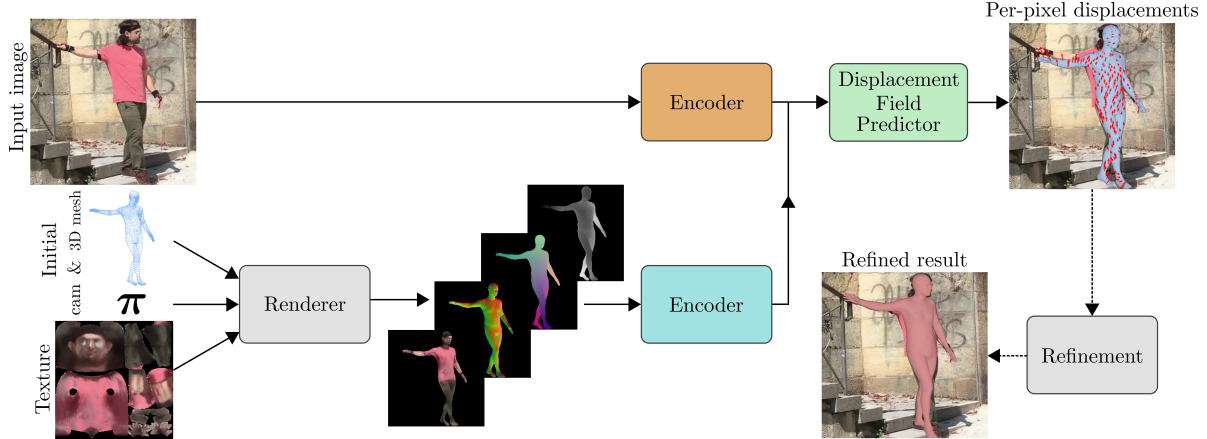 Per-pixel displacements
Input image
Encoder
Displacement
Field
Predictor
Initial
cam & 3D mesh
π
Renderer
Encoder
Refined result
Refinement
Texture